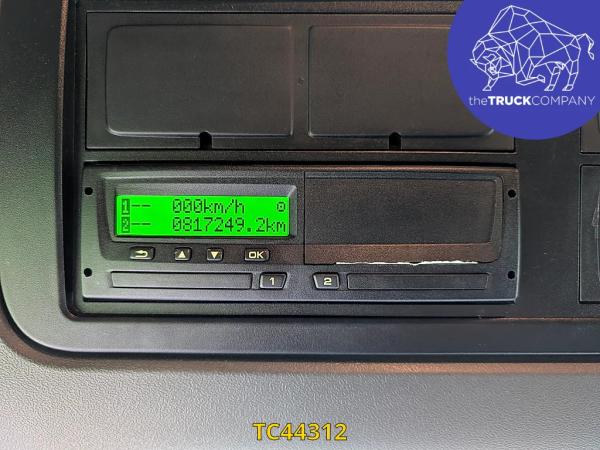 theTRUCKCOMPANY
1 -- 000km/h
2 -- 0817249.2km
OK
1 2
TC44312